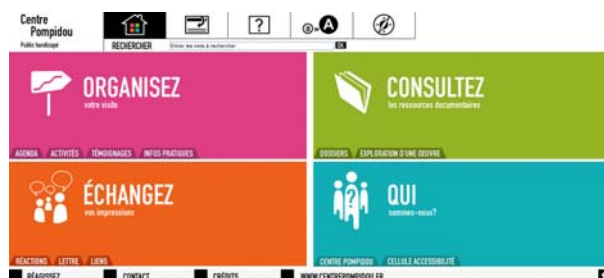 Centre
Pompidou
Public handicapé
?
a»A
RECHERCHER Entrer les mots à rechercher OK
ORGANISEZ
votre visite
AGENDA ACTIVITÉS TÉMOIGNAGES INFOS PRATIQUES
CONSULTEZ
les ressources documentaires
DOSSIERS EXPLORATION D'UNE OEUVRE
ÉCHANGEZ
vos impressions
RÉACTIONS LETTRE LIENS
?
QUI
sommes-nous?
CENTRE POMPIDOU CELLULE ACCESSIBILITÉ
RÉAGISSEZ CONTACT CRÉDITS WWW.CENTREPOMPIDOU.FR